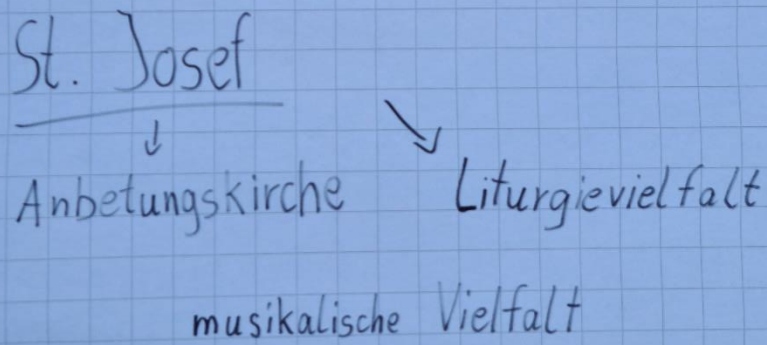 St. Josef
Anbetungskirche Liturgievielfalt
musikalische Vielfalt